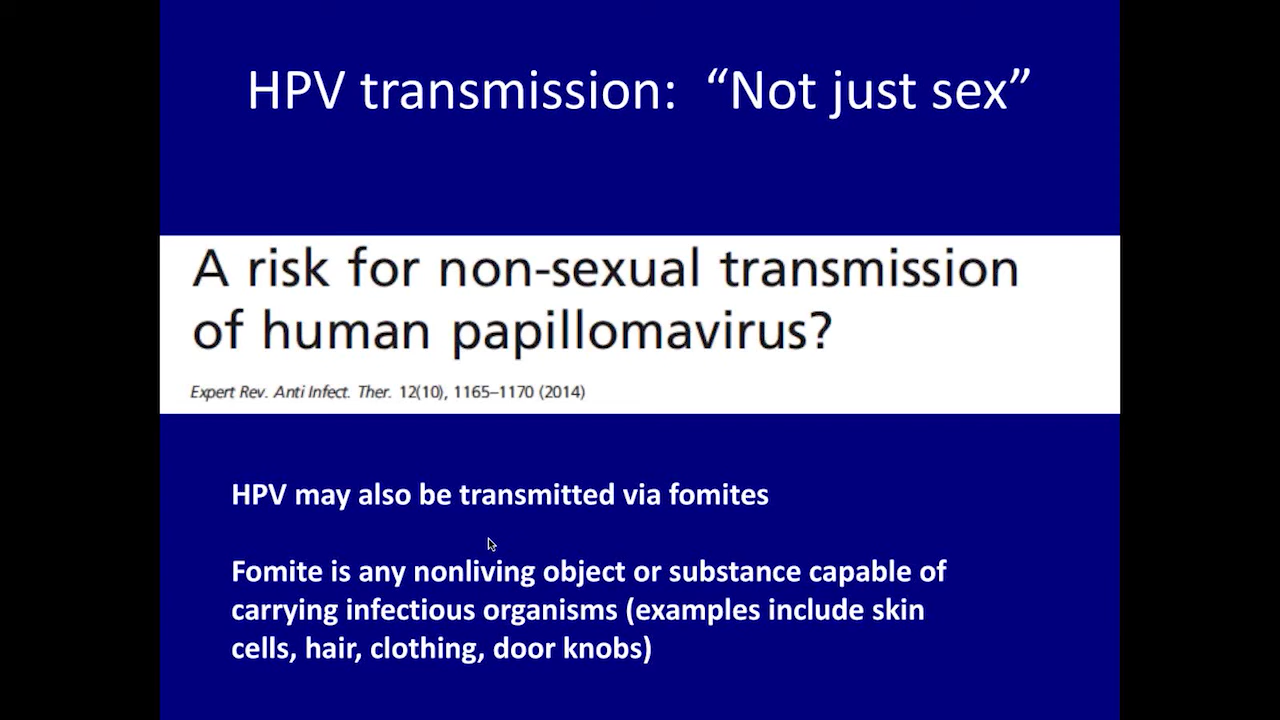 HPV transmission: “Not just sex”
A risk for non-sexual transmission
of human papillomavirus?
Expert Rev. Anti Infect. Ther. 12(10), 1165–1170 (2014)
HPV may also be transmitted via fomites
Fomite is any nonliving object or substance capable of
carrying infectious organisms (examples include skin
cells, hair, clothing, door knobs)